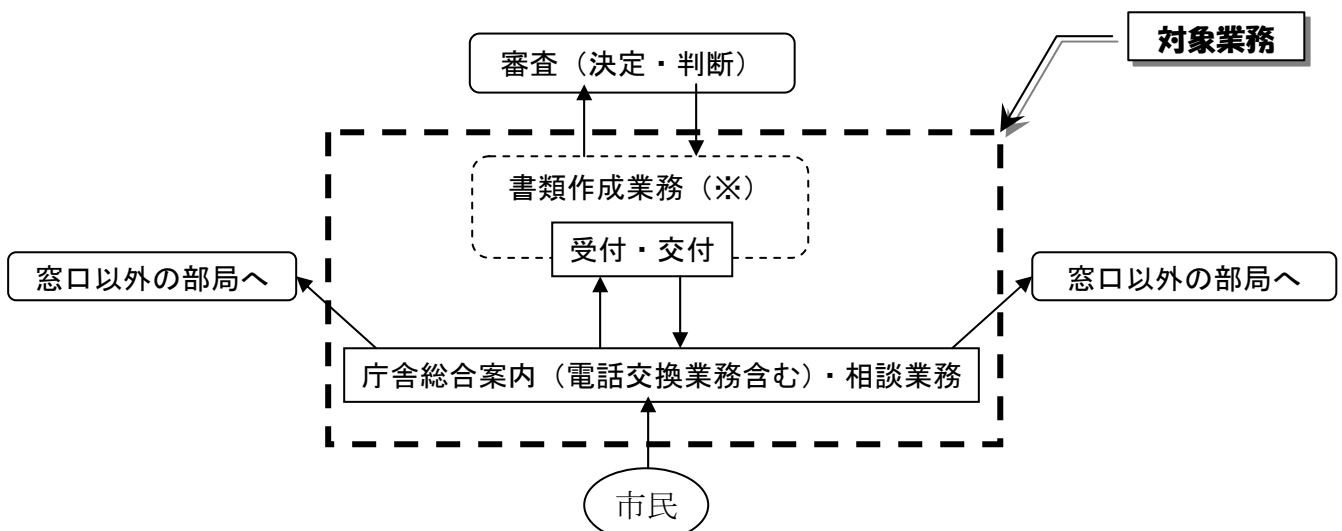 対象業務
審査（決定・判断）
書類作成業務（※）
受付・交付
窓口以外の部局へ
窓口以外の部局へ
庁舎総合案内（電話交換業務含む）・相談業務
市民